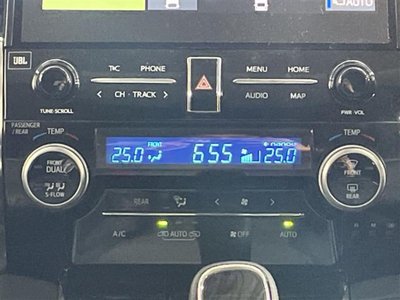 AUTO
JBL
T/C PHONE
MENU HOME
< CH · TRACK >
AUDIO MAP
TUNE·SCROLL
PWR·VOL
PASSENGER
/REAR
TEMP
TEMP
FRONT
25.0 6:55 25.0
nanoe
FRONT
DUAL
S-FLOW
FRONT
REAR
REAR
A/C AUTO OFF AUTO